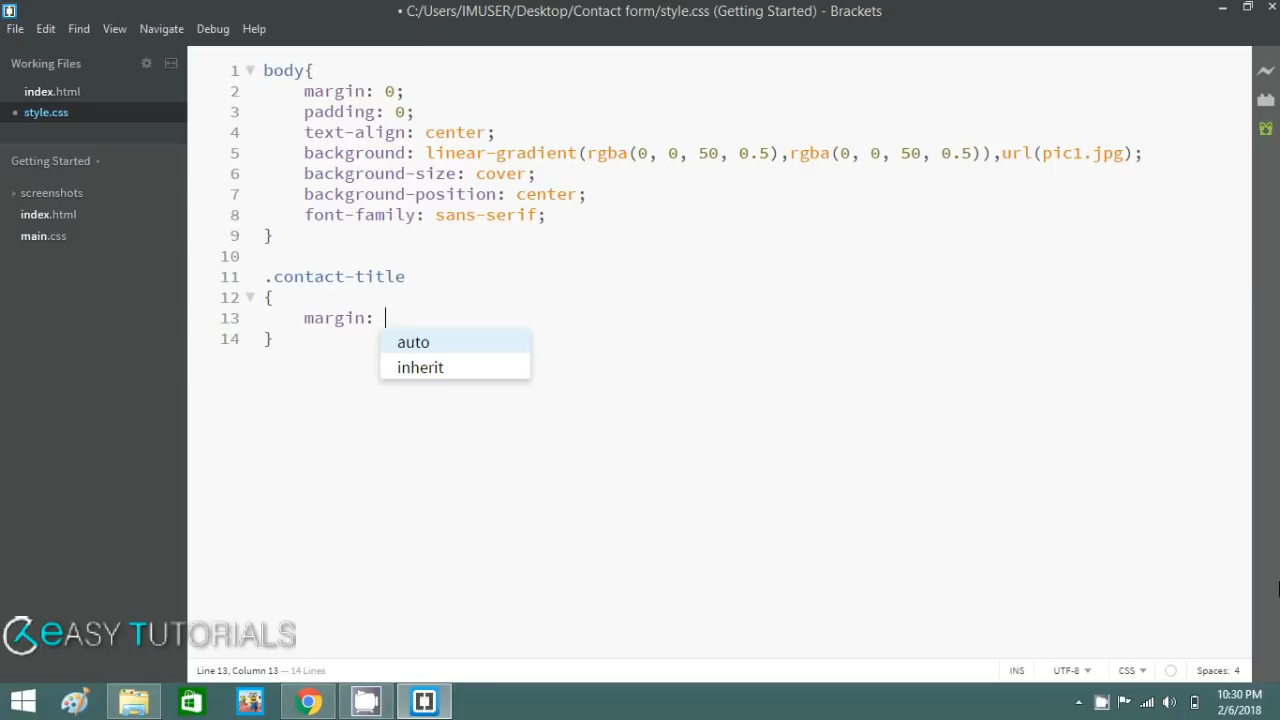 • C:/Users/IMUSER/Desktop/Contact form/style.css (Getting Started) - Brackets
File Edit Find View Navigate Debug Help
Working Files
index.html
style.css
Getting Started
screenshots
index.html
main.css
1 body{
2 margin: 0;
3 padding: 0;
4 text-align: center;
5 background: linear-gradient(rgba(0, 0, 50, 0.5),rgba(0, 0, 50, 0.5)),url(pic1.jpg);
6 background-size: cover;
7 background-position: center;
8 font-family: sans-serif;
9 }
10
11 .contact-title
12 {
13 margin:
14 }
auto
inherit
eASY TUTORIALS
Line 13, Column 13 — 14 Lines
INS UTF-8 CSS Spaces: 4
10:30 PM
2/6/2018